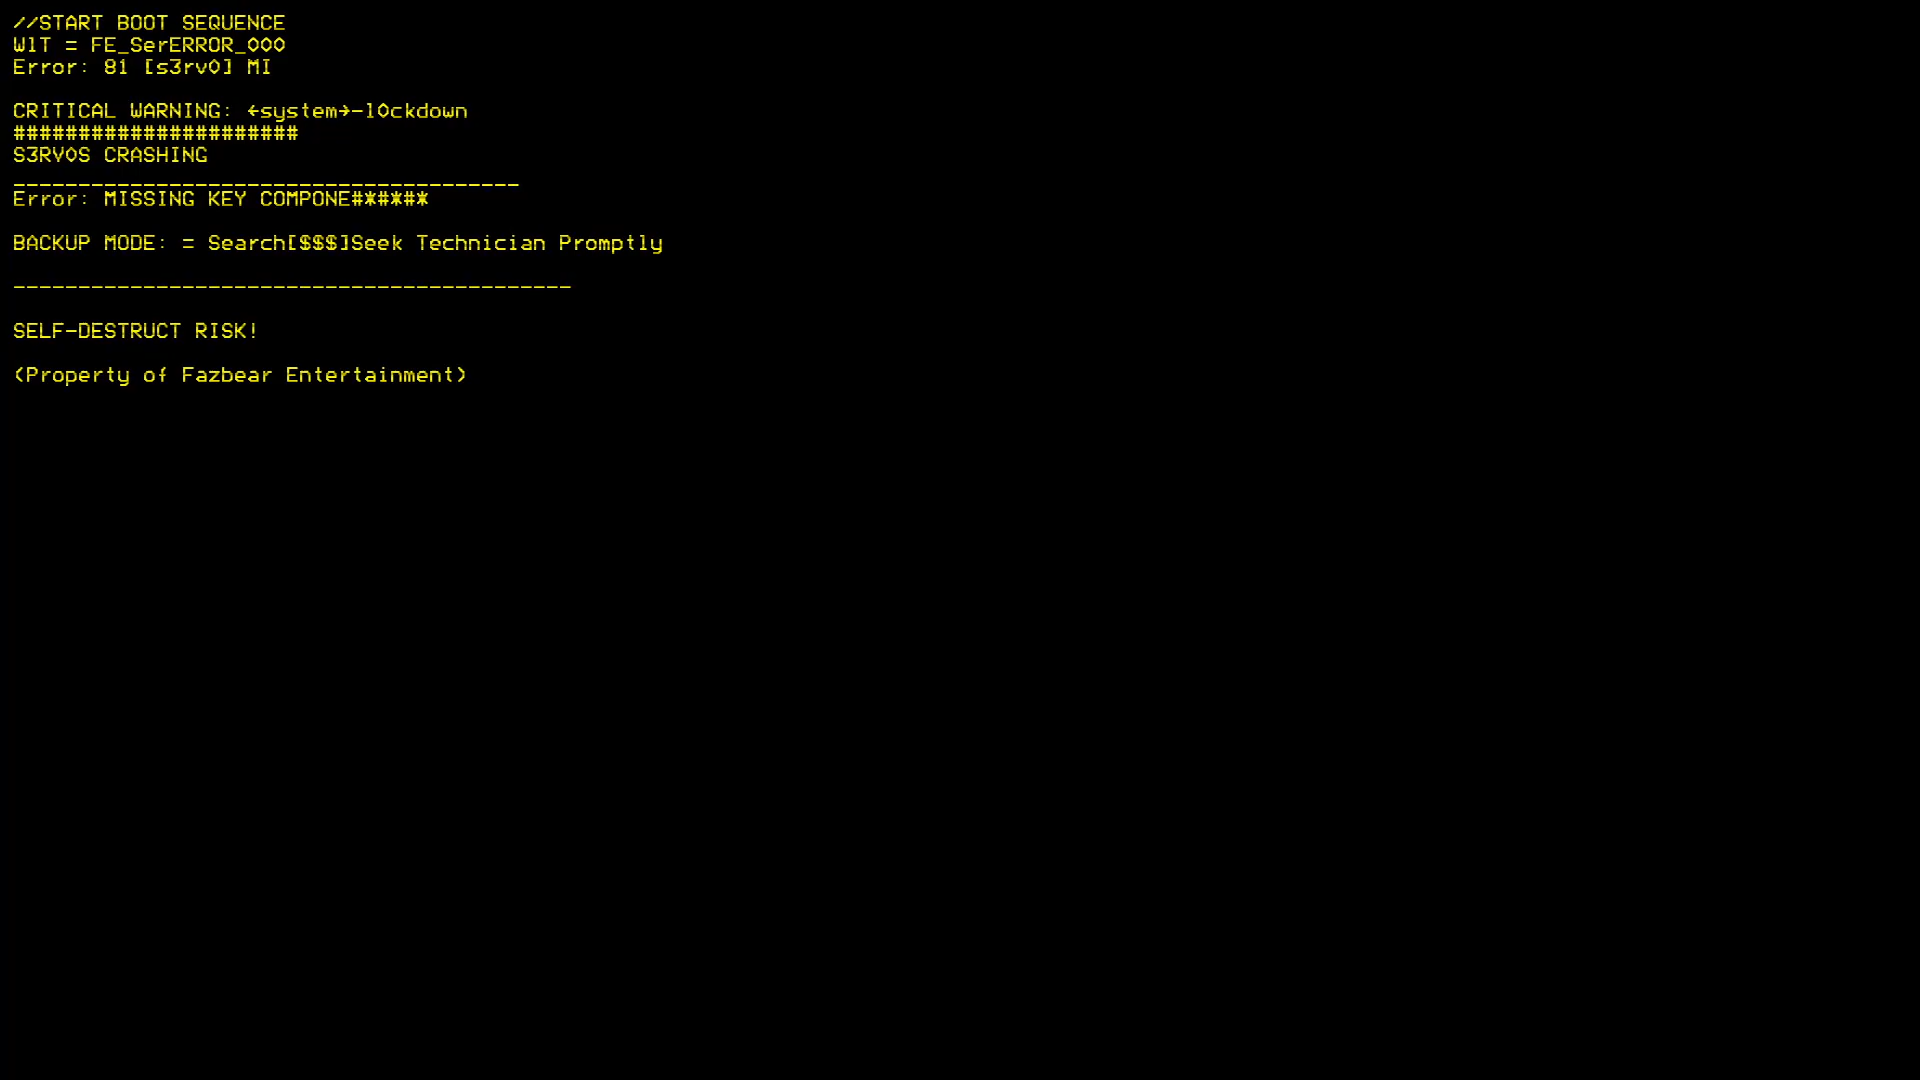 //START BOOT SEQUENCE
W1T = FE_SerERROR_000
Error: 81 [s3rv0] MI
CRITICAL WARNING: ←system→-l0ckdown
######################
S3RV0S CRASHING
_______________________________________
Error: MISSING KEY COMPONE#*#*#*
BACKUP MODE: = Search[$$$]Seek Technician Promptly
-------------------------------------------
SELF-DESTRUCT RISK!
(Property of Fazbear Entertainment)